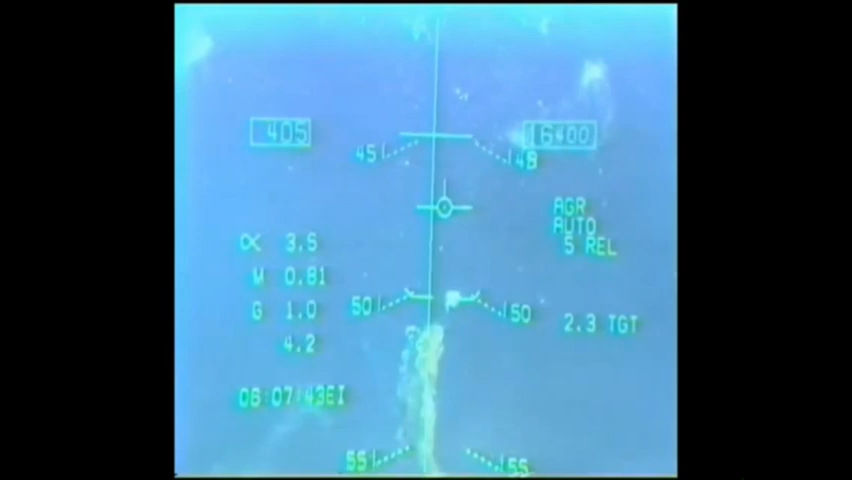 405
16400
45
45
AGR
AUTO
5 REL
α 3.5
M 0.81
G 1.0
4.2
50
50
2.3 TGT
06:07:43EI
55
55